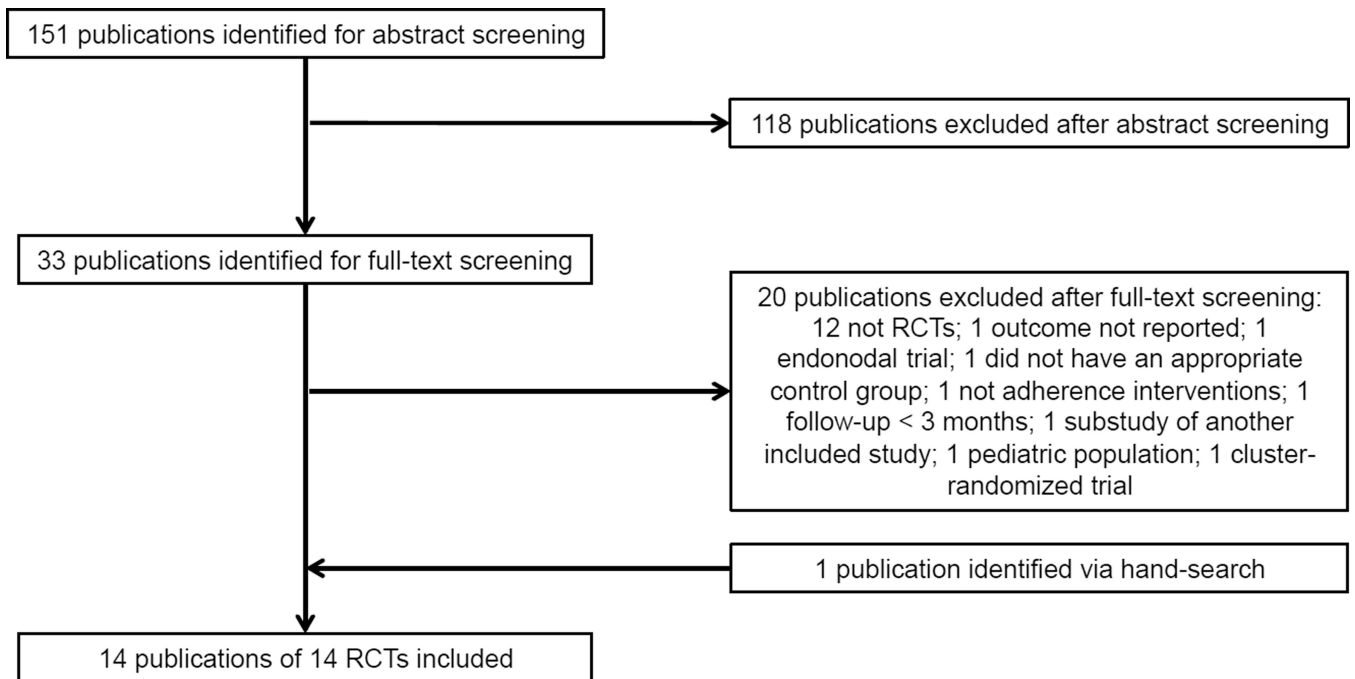 151 publications identified for abstract screening
118 publications excluded after abstract screening
33 publications identified for full-text screening
20 publications excluded after full-text screening:
12 not RCTs; 1 outcome not reported; 1
endonodal trial; 1 did not have an appropriate
control group; 1 not adherence interventions; 1
follow-up < 3 months; 1 substudy of another
included study; 1 pediatric population; 1 cluster-
randomized trial
1 publication identified via hand-search
14 publications of 14 RCTs included